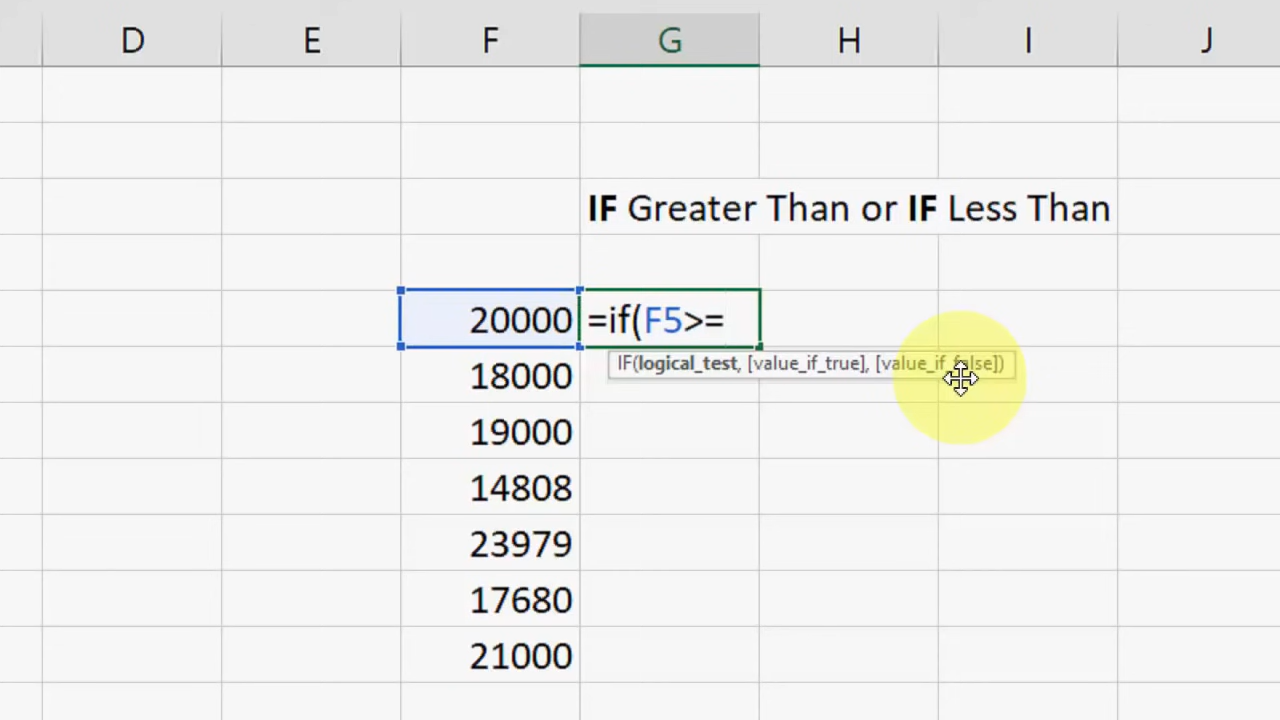 D E F G H I J
IF Greater Than or IF Less Than
20000 =if(F5>=
IF(logical_test, [value_if_true], [value_if_false])
18000
19000
14808
23979
17680
21000